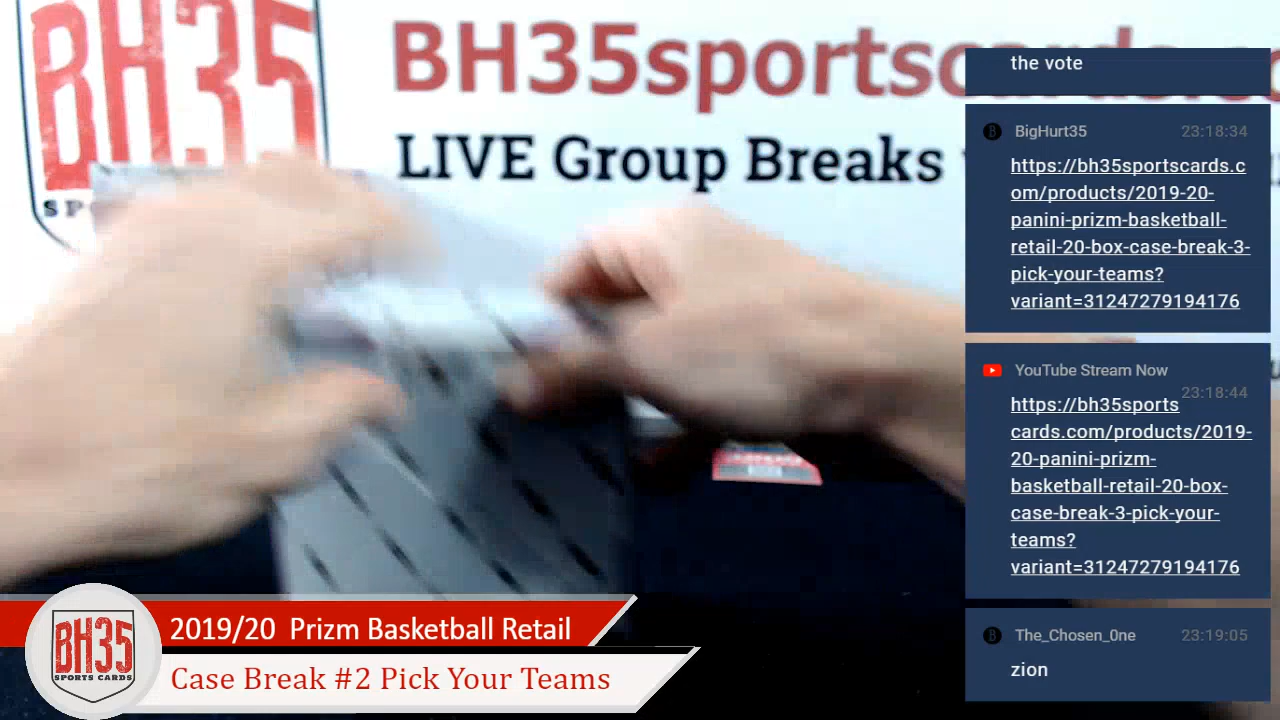 BH35
BH35sportsc
LIVE Group Breaks
the vote
BigHurt35
23:18:34
https://bh35sportscards.c
om/products/2019-20-
panini-prizm-basketball-
retail-20-box-case-break-3-
pick-your-teams?
variant=31247279194176
YouTube Stream Now
23:18:44
https://bh35sports
cards.com/products/2019-
20-panini-prizm-
basketball-retail-20-box-
case-break-3-pick-your-
teams?
variant=31247279194176
The_Chosen_0ne
23:19:05
zion
BH35
SPORTS CARDS
2019/20 Prizm Basketball Retail
Case Break #2 Pick Your Teams